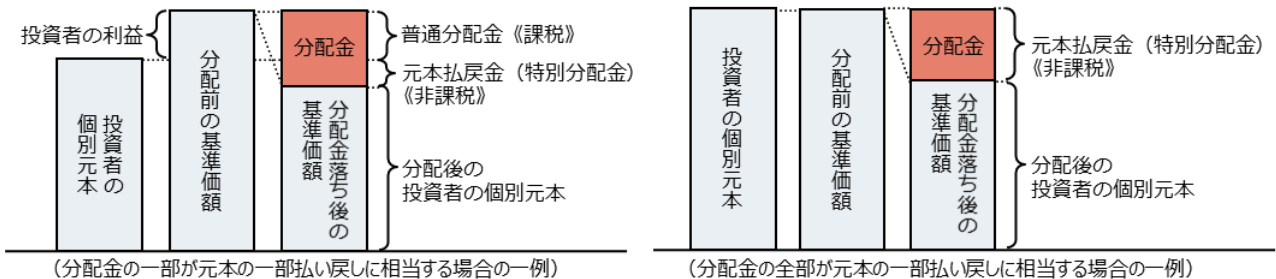 投資者の利益
投資者の
個別元本
分配前の基準価額
分配金
分配金落ち後の
基準価額
普通分配金《課税》
元本払戻金（特別分配金）
《非課税》
分配後の
投資者の個別元本
（分配金の一部が元本の一部払い戻しに相当する場合の一例）
投資者の個別元本
分配前の基準価額
分配金
分配金落ち後の
基準価額
元本払戻金（特別分配金）
《非課税》
分配後の
投資者の個別元本
（分配金の全部が元本の一部払い戻しに相当する場合の一例）